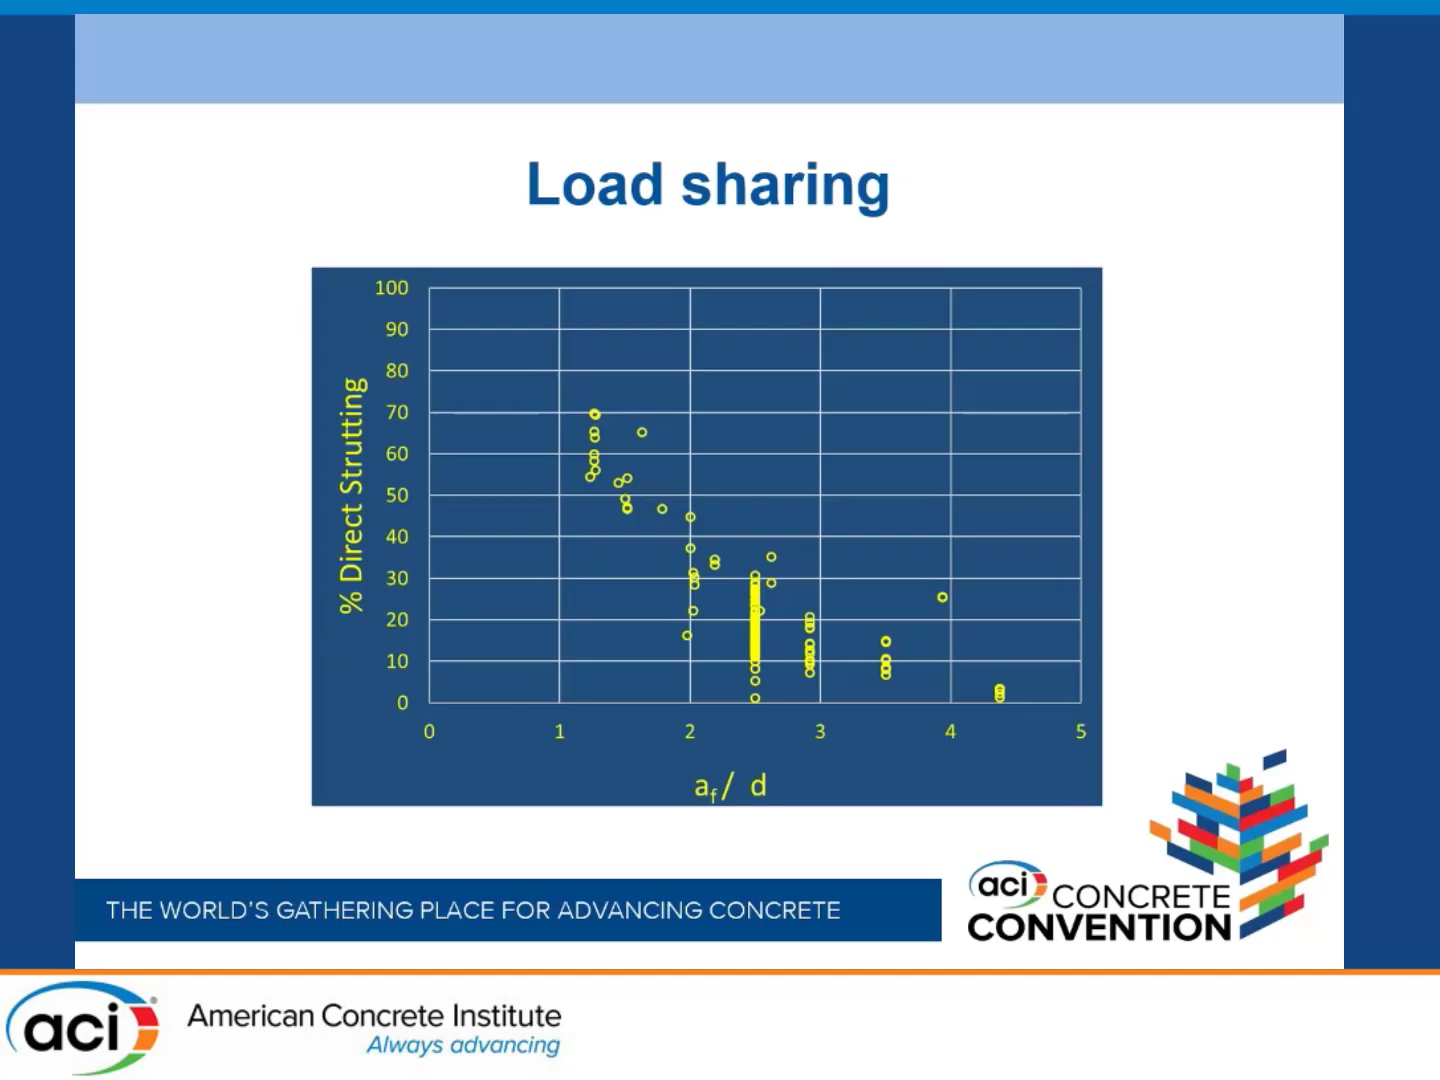 Load sharing
100
90
80
70
60
50
40
30
20
10
0
% Direct Strutting
0 1 2 3 4 5
af / d
THE WORLD'S GATHERING PLACE FOR ADVANCING CONCRETE
aci CONCRETE
CONVENTION
aci
American Concrete Institute
Always advancing